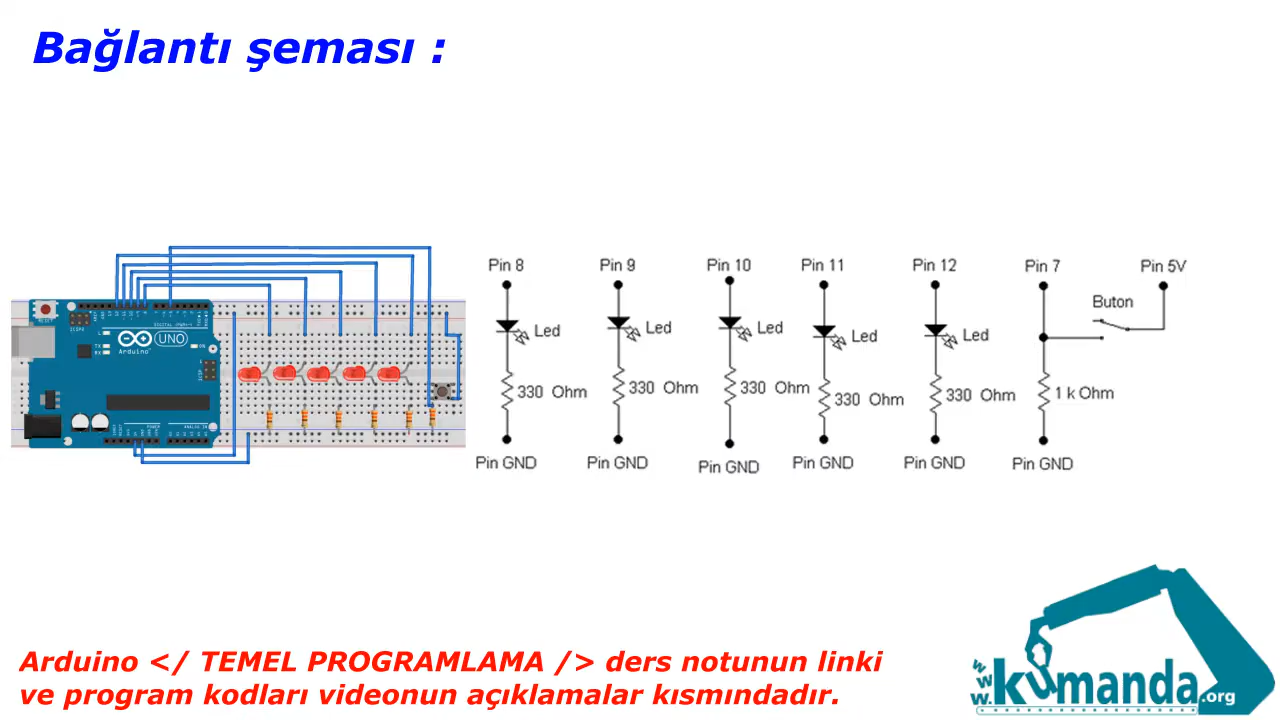 Bağlantı şeması :
Pin 8 Pin 9 Pin 10 Pin 11 Pin 12 Pin 7 Pin 5V
Buton
Led Led Led Led Led
330 Ohm 330 Ohm 330 Ohm 330 Ohm 330 Ohm 1 k Ohm
Pin GND Pin GND Pin GND Pin GND Pin GND Pin GND
UNO
Arduino
Arduino </ TEMEL PROGRAMLAMA /> ders notunun linki
ve program kodları videonun açıklamalar kısmındadır.
www.kumanda.org